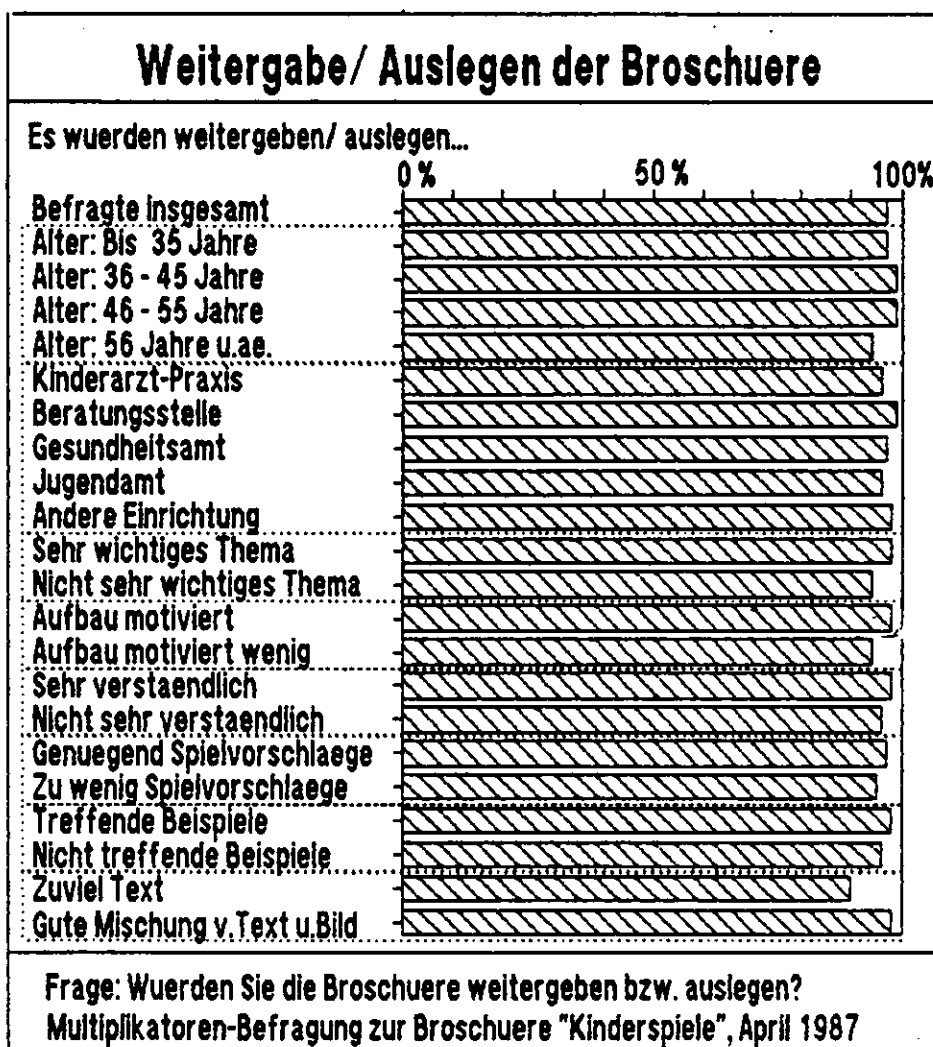 Weitergabe/ Auslegen der Broschuere
Es wuerden weitergeben/ auslegen...
0 % 50 % 100%
Befragte insgesamt
Alter: Bis 35 Jahre
Alter: 36 - 45 Jahre
Alter: 46 - 55 Jahre
Alter: 56 Jahre u.ae.
Kinderarzt-Praxis
Beratungsstelle
Gesundheitsamt
Jugendamt
Andere Einrichtung
Sehr wichtiges Thema
Nicht sehr wichtiges Thema
Aufbau motiviert
Aufbau motiviert wenig
Sehr verstaendlich
Nicht sehr verstaendlich
Genuegend Spielvorschlaege
Zu wenig Spielvorschlaege
Treffende Beispiele
Nicht treffende Beispiele
Zuviel Text
Gute Mischung v.Text u.Bild
Frage: Wuerden Sie die Broschuere weitergeben bzw. auslegen?
Multiplikatoren-Befragung zur Broschuere "Kinderspiele", April 1987